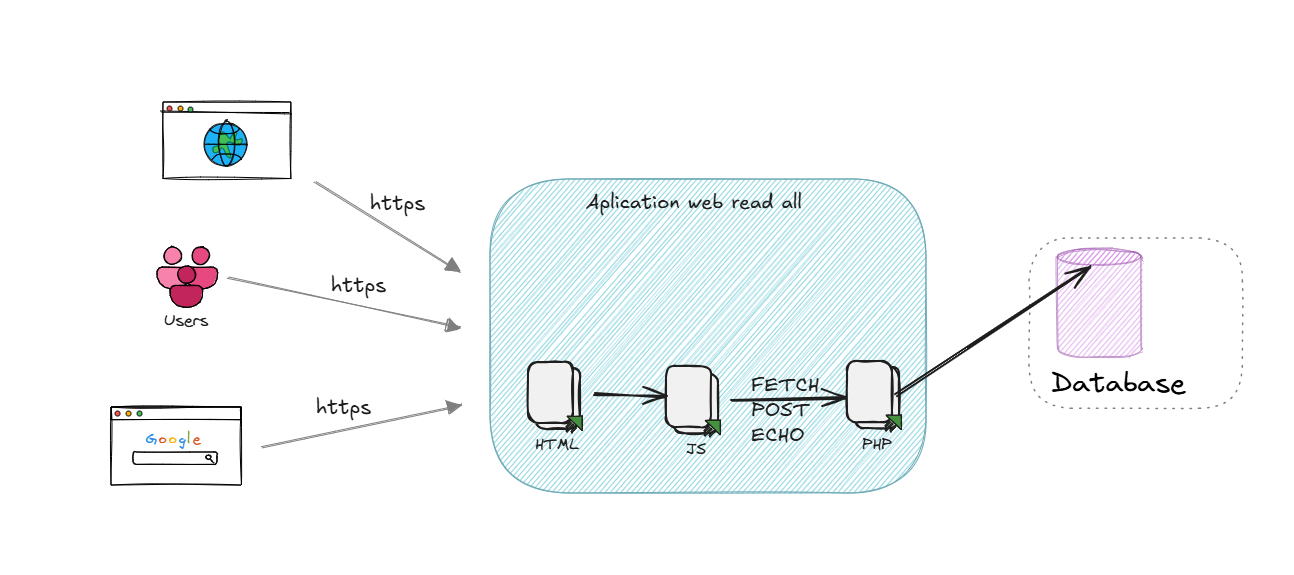 https
Aplication web read all
https
Users
Database
FETCH
POST
ECHO
https
Google
HTML
JS
PHP